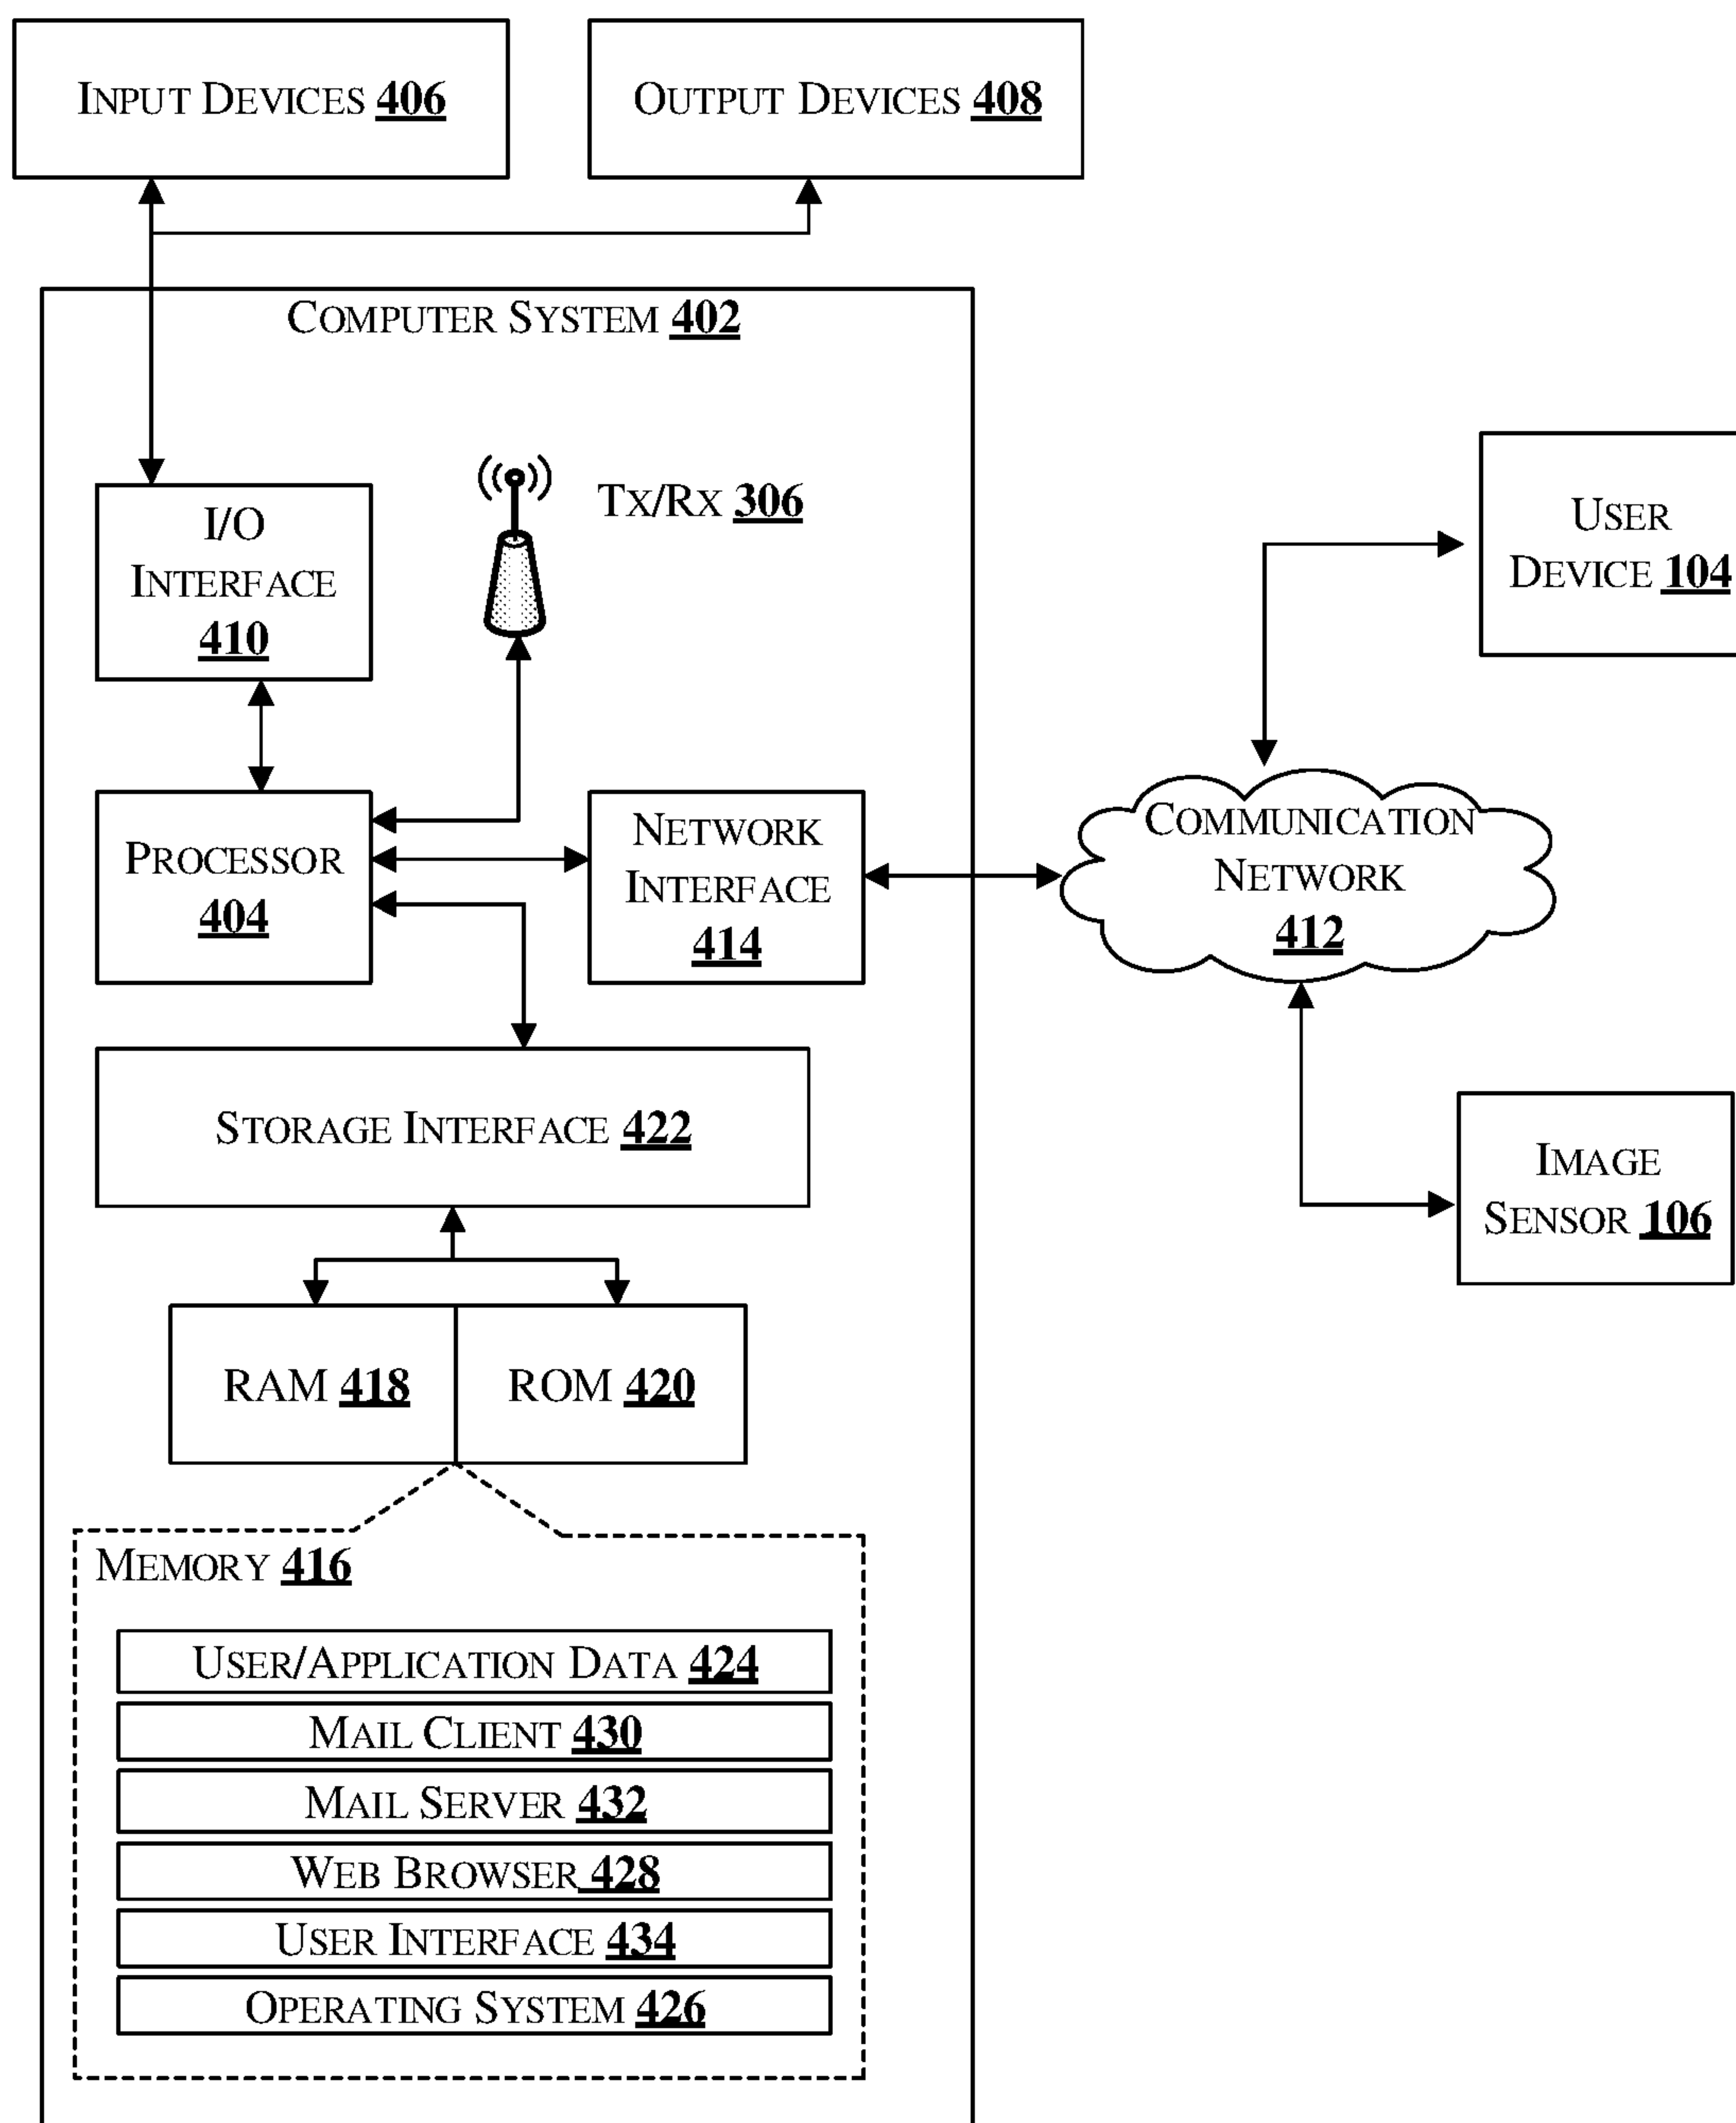 INPUT DEVICES 406
OUTPUT DEVICES 408
COMPUTER SYSTEM 402
I/O
INTERFACE
410
TX/RX 306
USER
DEVICE 104
PROCESSOR
404
NETWORK
INTERFACE
414
COMMUNICATION
NETWORK
412
STORAGE INTERFACE 422
IMAGE
SENSOR 106
RAM 418
ROM 420
MEMORY 416
USER/APPLICATION DATA 424
MAIL CLIENT 430
MAIL SERVER 432
WEB BROWSER 428
USER INTERFACE 434
OPERATING SYSTEM 426